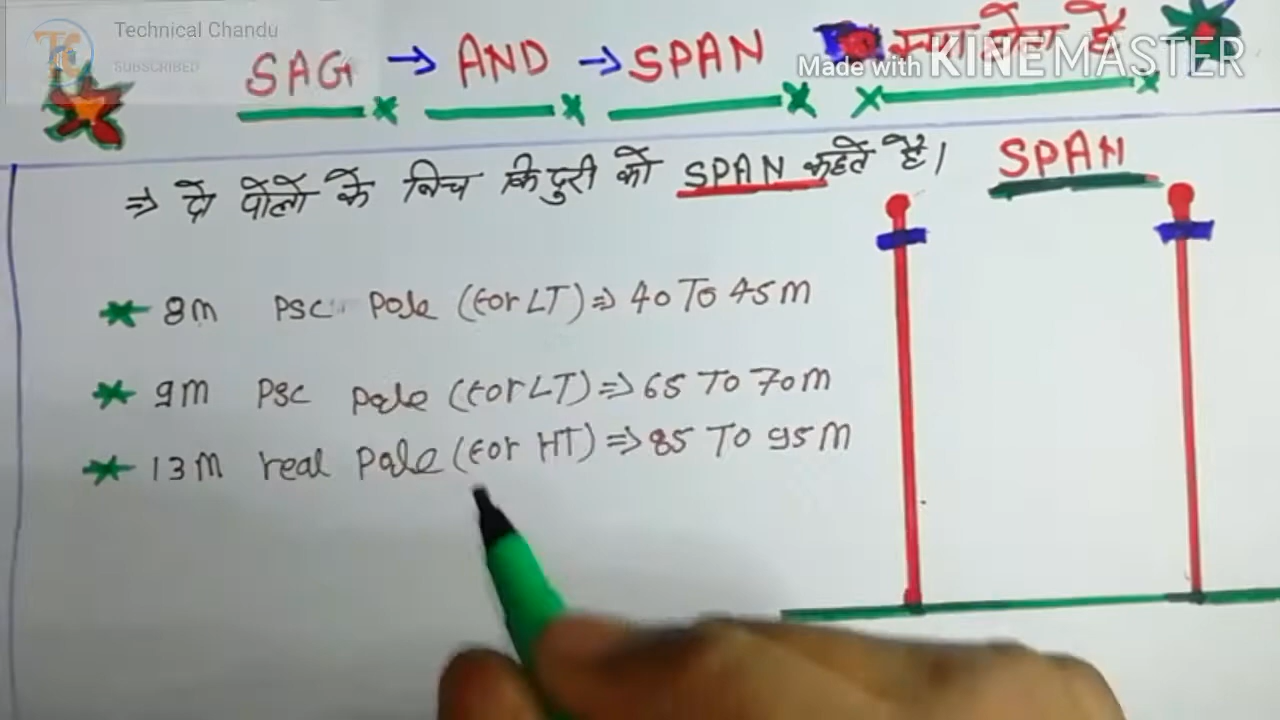 Technical Chandu
SUBSCRIBED
SAG → AND → SPAN क्या होता है
Made with KINEMASTER
⇒ दो पोलो के बिच कि दुरी को SPAN कहते है। SPAN
8m PSC Pole (For LT) ⇒ 40 To 45m
9m PSC Pole (For LT) ⇒ 65 To 70m
13m real Pole (For HT) ⇒ 85 To 95m